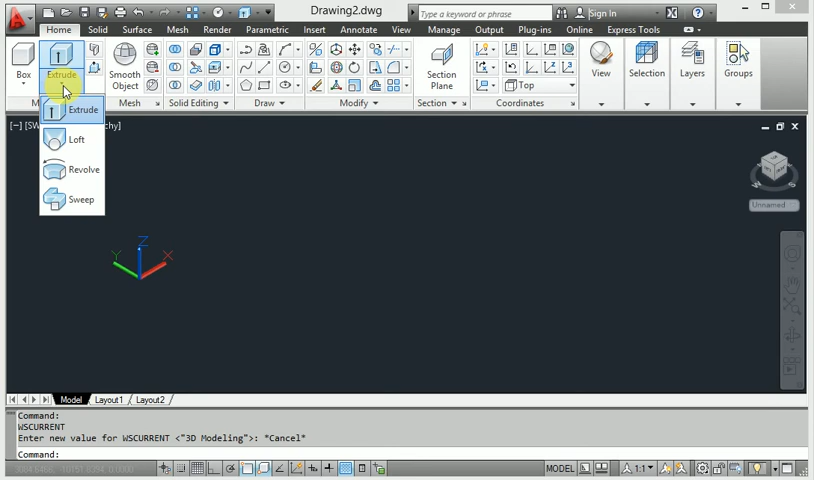 Drawing2.dwg
Type a keyword or phrase
Sign In
Home Solid Surface Mesh Render Parametric Insert Annotate View Manage Output Plug-ins Online Express Tools
Box
Extrude
Smooth
Object
Section
Plane
Top
View
Selection
Layers
Groups
Mesh
Solid Editing
Draw
Modify
Section
Coordinates
Extrude
Loft
Revolve
Sweep
Unnamed
Z
Y
X
Model Layout1 Layout2
Command:
WSCURRENT
Enter new value for WSCURRENT <"3D Modeling">: *Cancel*
Command:
MODEL
1:1